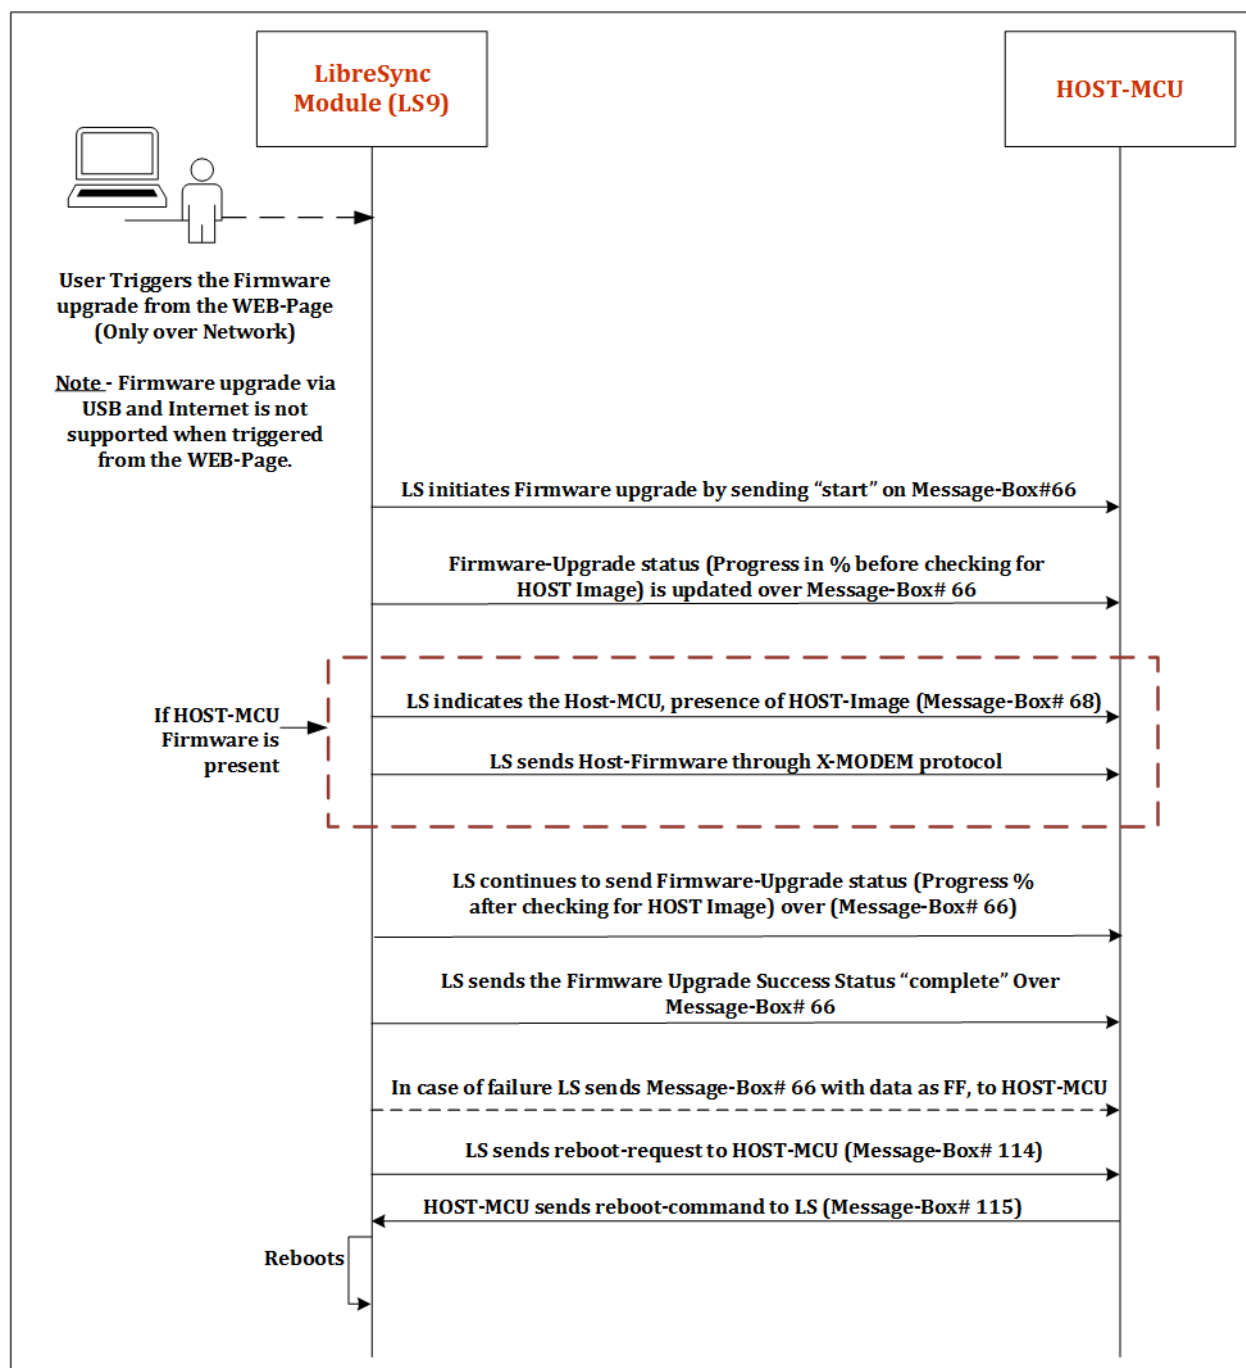 LibreSync
Module (LS9)
HOST-MCU
User Triggers the Firmware
upgrade from the WEB-Page
(Only over Network)
Note - Firmware upgrade via
USB and Internet is not
supported when triggered
from the WEB-Page.
LS initiates Firmware upgrade by sending “start” on Message-Box#66
Firmware-Upgrade status (Progress in % before checking for
HOST Image) is updated over Message-Box# 66
If HOST-MCU
Firmware is
present
LS indicates the Host-MCU, presence of HOST-Image (Message-Box# 68)
LS sends Host-Firmware through X-MODEM protocol
LS continues to send Firmware-Upgrade status (Progress %
after checking for HOST Image) over (Message-Box# 66)
LS sends the Firmware Upgrade Success Status “complete” Over
Message-Box# 66
In case of failure LS sends Message-Box# 66 with data as FF, to HOST-MCU
LS sends reboot-request to HOST-MCU (Message-Box# 114)
HOST-MCU sends reboot-command to LS (Message-Box# 115)
Reboots